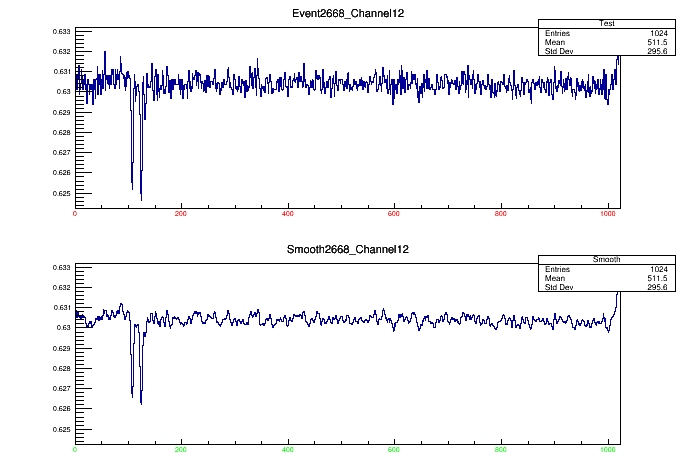 Event2668_Channel12
Test
Entries 1024
Mean 511.5
Std Dev 295.6
0.633
0.632
0.631
0.63
0.629
0.628
0.627
0.626
0.625
0 200 400 600 800 1000
Smooth2668_Channel12
Smooth
Entries 1024
Mean 511.5
Std Dev 295.6
0.633
0.632
0.631
0.63
0.629
0.628
0.627
0.626
0.625
0 200 400 600 800 1000